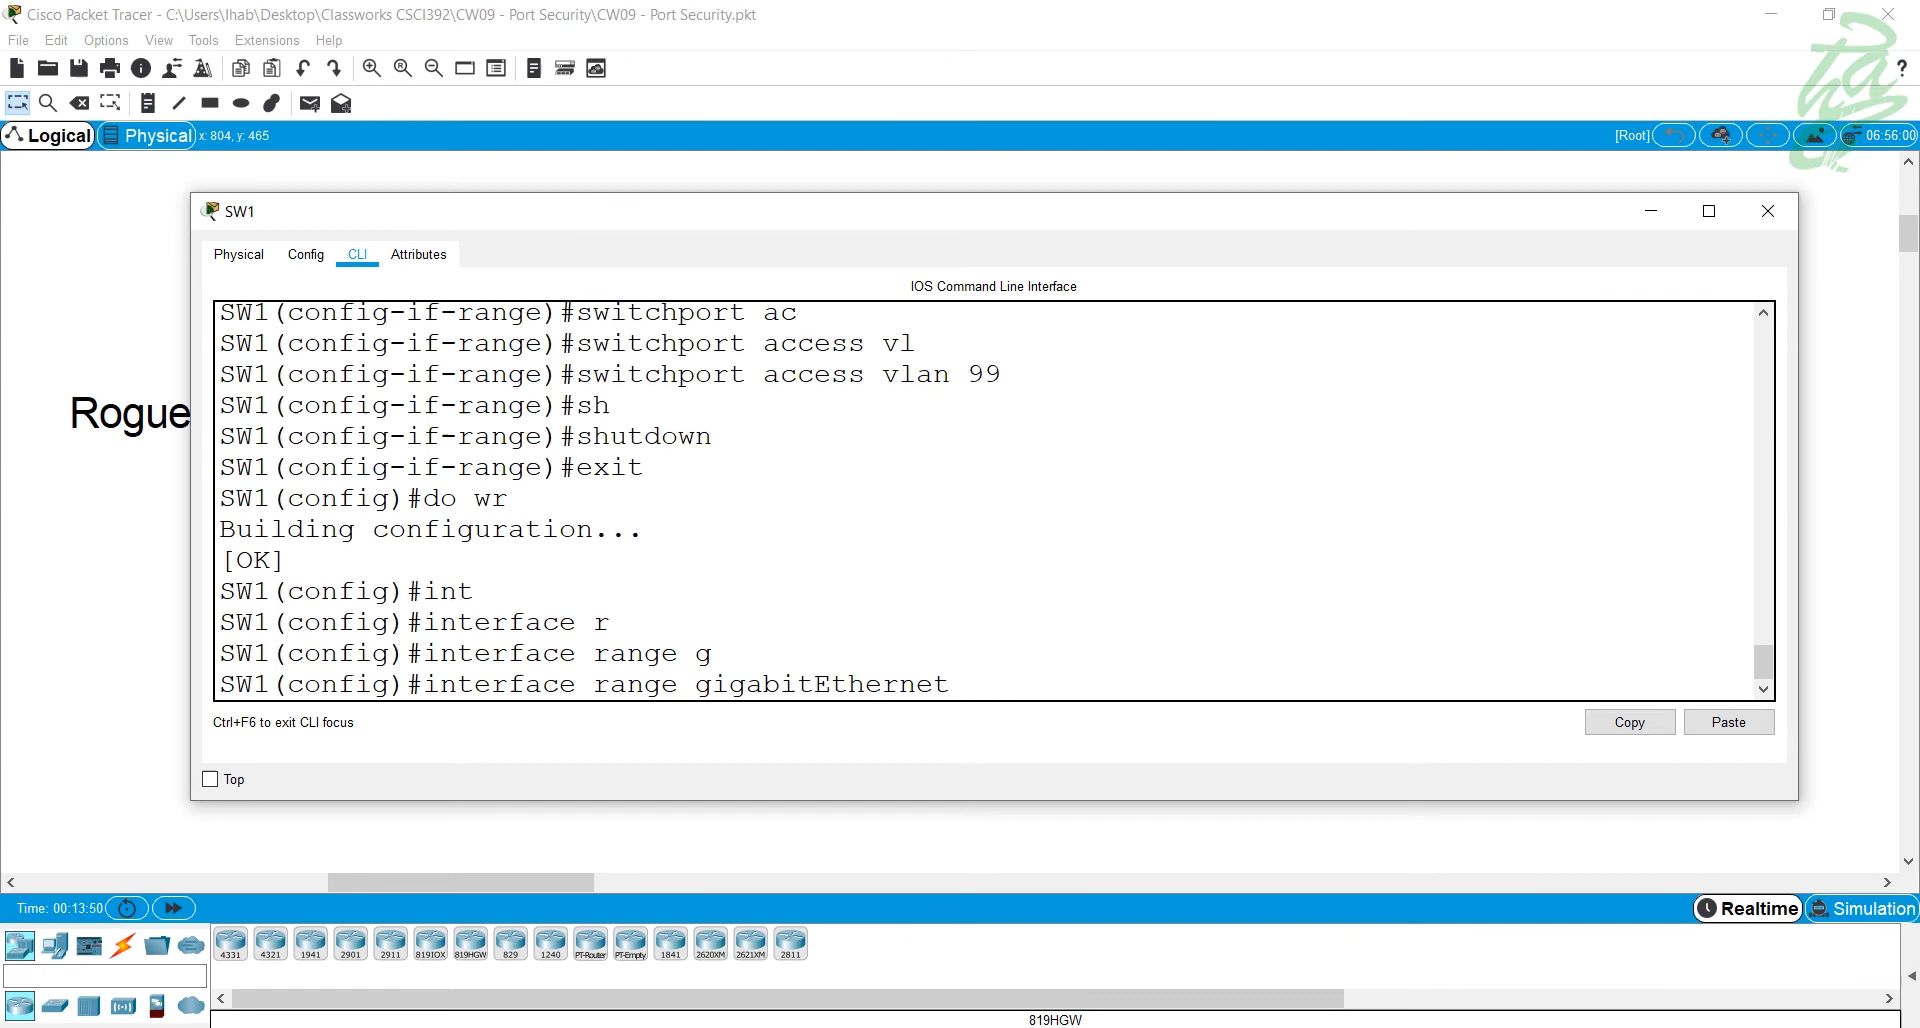 Cisco Packet Tracer - C:\Users\Ihab\Desktop\Classworks CSCI392\CW09 - Port Security\CW09 - Port Security.pkt
File Edit Options View Tools Extensions Help
?
Logical Physical x: 804, y: 465 [Root] 06:56:00
SW1
Physical Config CLI Attributes
IOS Command Line Interface
Rogue
SW1(config-if-range)#switchport ac
SW1(config-if-range)#switchport access vl
SW1(config-if-range)#switchport access vlan 99
SW1(config-if-range)#sh
SW1(config-if-range)#shutdown
SW1(config-if-range)#exit
SW1(config)#do wr
Building configuration...
[OK]
SW1(config)#int
SW1(config)#interface r
SW1(config)#interface range g
SW1(config)#interface range gigabitEthernet
Ctrl+F6 to exit CLI focus
Copy Paste
Top
Time: 00:13:50 Realtime Simulation
4331 4321 1941 2901 2911 819IOX 819HGW 829 1240 PT-Router PT-Empty 1841 2620XM 2621XM 2811
819HGW